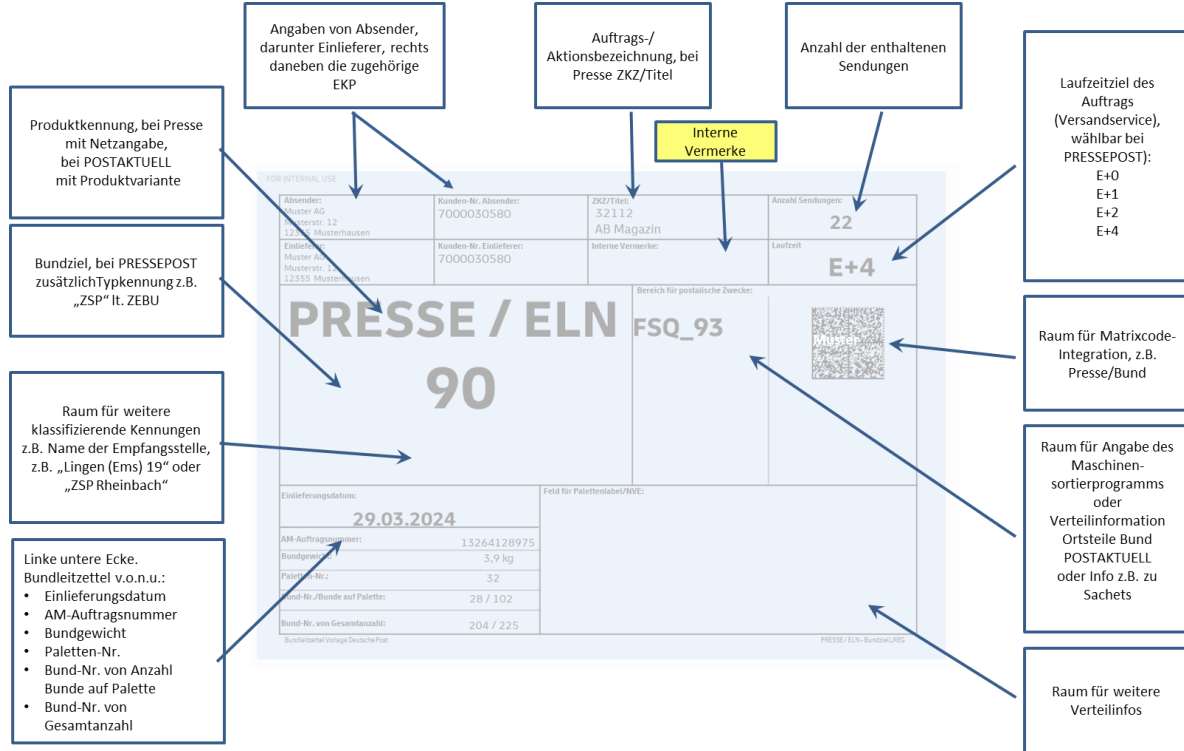 Angaben von Absender,
darunter Einlieferer, rechts
daneben die zugehörige
EKP
Auftrags-/
Aktionsbezeichnung, bei
Presse ZKZ/Titel
Anzahl der enthaltenen
Sendungen
Laufzeitziel des
Auftrags
(Versandservice),
wählbar bei
PRESSEPOST):
E+0
E+1
E+2
E+4
Produktkennung, bei Presse
mit Netzangabe,
bei POSTAKTUELL
mit Produktvariante
Interne
Vermerke
Bundziel, bei PRESSEPOST
zusätzlichTypkennung z.B.
„ZSP“ lt. ZEBU
Raum für weitere
klassifizierende Kennungen
z.B. Name der Empfangsstelle,
z.B. „Lingen (Ems) 19“ oder
„ZSP Rheinbach“
Linke untere Ecke.
Bundleitzettel v.o.n.u.:
• Einlieferungsdatum
• AM-Auftragsnummer
• Bundgewicht
• Paletten-Nr.
• Bund-Nr. von Anzahl
Bunde auf Palette
• Bund-Nr. von
Gesamtanzahl
FOR INTERNAL USE
Absender:
Muster AG
Musterstr. 12
12355 Musterhausen
Kunden-Nr. Absender:
7000030580
ZKZ/Titel:
32112
AB Magazin
Anzahl Sendungen:
22
Einlieferer:
Muster AG
Musterstr. 12
12355 Musterhausen
Kunden-Nr. Einlieferer:
7000030580
Interne Vermerke:
Laufzeit
E+4
PRESSE / ELN
90
Bereich für postalische Zwecke:
FSQ_93
Muster
Einlieferungsdatum:
29.03.2024
AM-Auftragsnummer: 13264128975
Bundgewicht: 3,9 kg
Paletten-Nr.: 32
Bund-Nr./Bunde auf Palette: 28 / 102
Bund-Nr. von Gesamtanzahl: 204 / 225
Feld für Palettenlabel/NVE:
Bundleitzettel Vorlage Deutsche Post
PRESSE / ELN - Bundziel LREG
Raum für Matrixcode-
Integration, z.B.
Presse/Bund
Raum für Angabe des
Maschinen-
sortierprogramms
oder
Verteilinformation
Ortsteile Bund
POSTAKTUELL
oder Info z.B. zu
Sachets
Raum für weitere
Verteilinfos